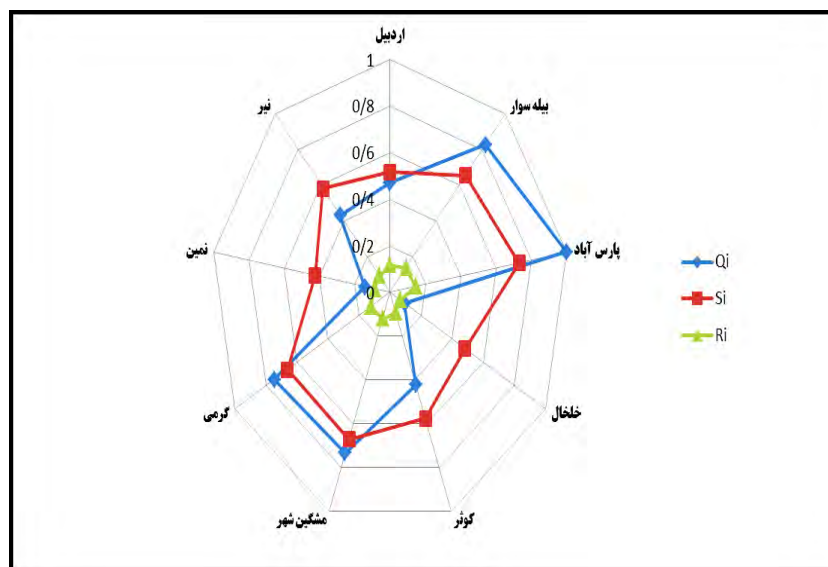 اردبیل
بیله سوار
پارس آباد
خلخال
کوثر
مشگین شهر
گرمی
نمین
نیر
1
0/8
0/6
0/4
0/2
0
Qi
Si
Ri